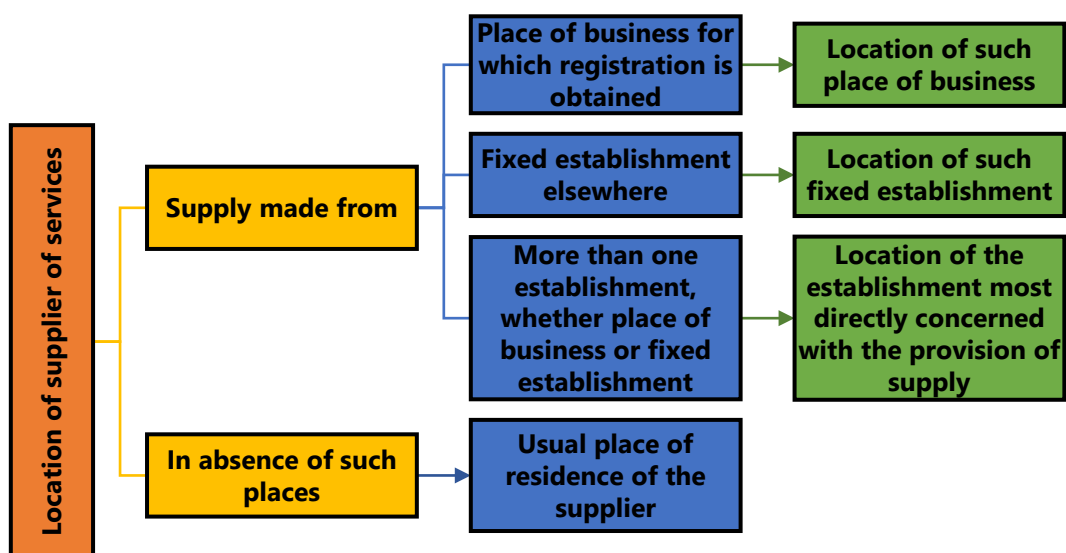 Location of supplier of services
Supply made from
Place of business for
which registration is
obtained
Location of such
place of business
Fixed establishment
elsewhere
Location of such
fixed establishment
More than one
establishment,
whether place of
business or fixed
establishment
Location of the
establishment most
directly concerned
with the provision of
supply
In absence of such
places
Usual place of
residence of the
supplier